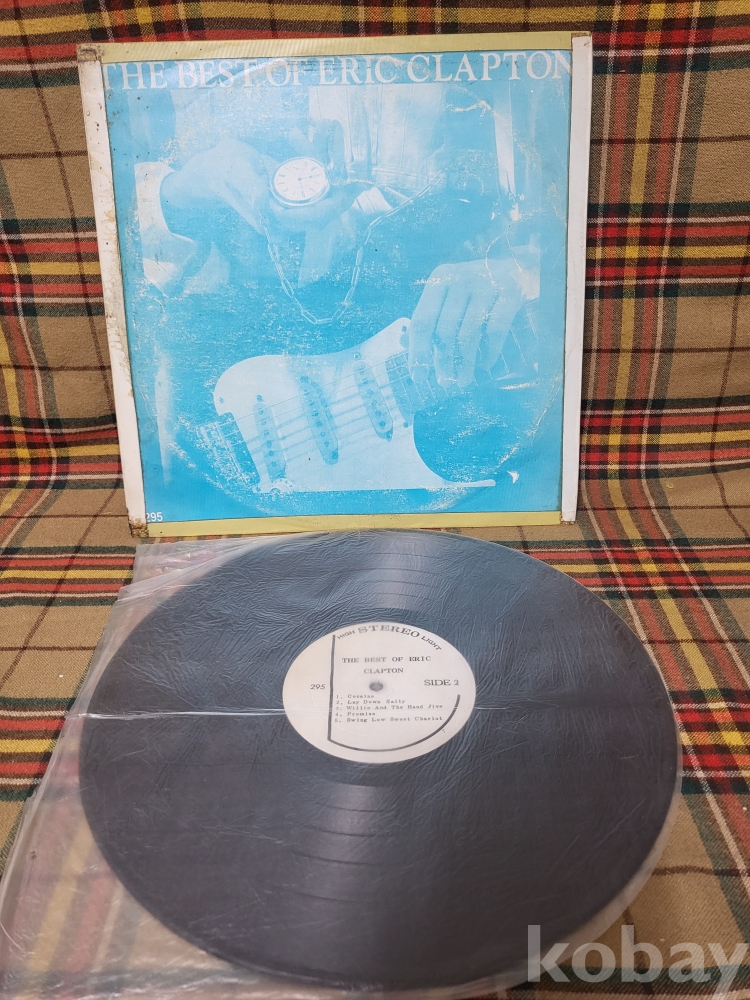 THE BEST OF ERIC CLAPTON
295
HIGH STEREO LIGHT
THE BEST OF ERIC
CLAPTON
295
SIDE 2
1. Cocaine
2. Lay Down Sally
3. Willie And The Hand Jive
4. Promises
5. Swing Low Sweet Chariot
kobay